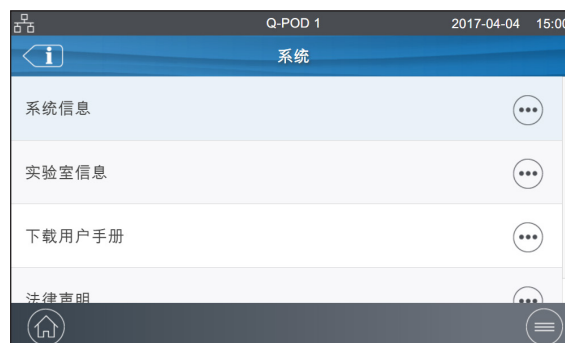 Q-POD 1 2017-04-04 15:00
系统
系统信息
实验室信息
下载用户手册
法律声明